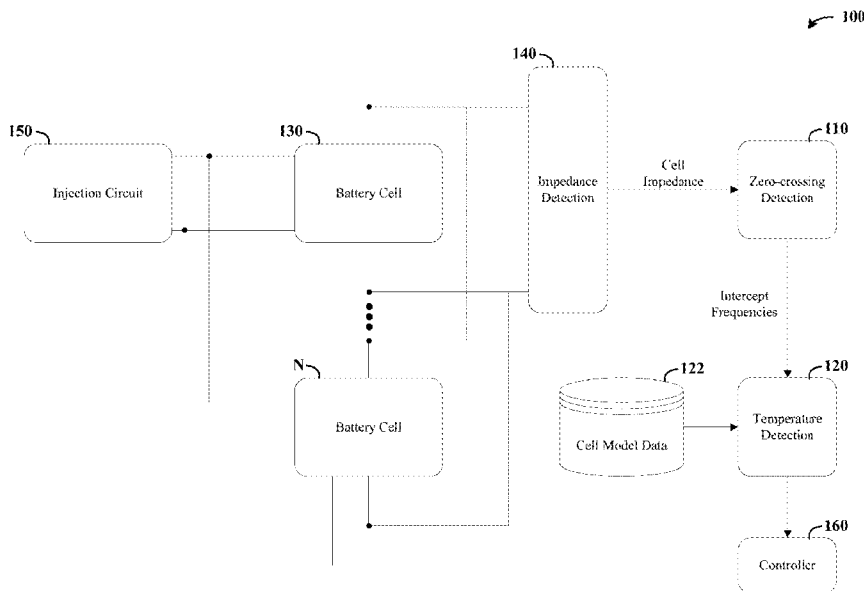 100
140
150
130
110
Injection Circuit
Battery Cell
Impedance
Detection
Cell
Impedance
Zero-crossing
Detection
Intercept
Frequencies
N
122
120
Battery Cell
Cell Model Data
Temperature
Detection
160
Controller